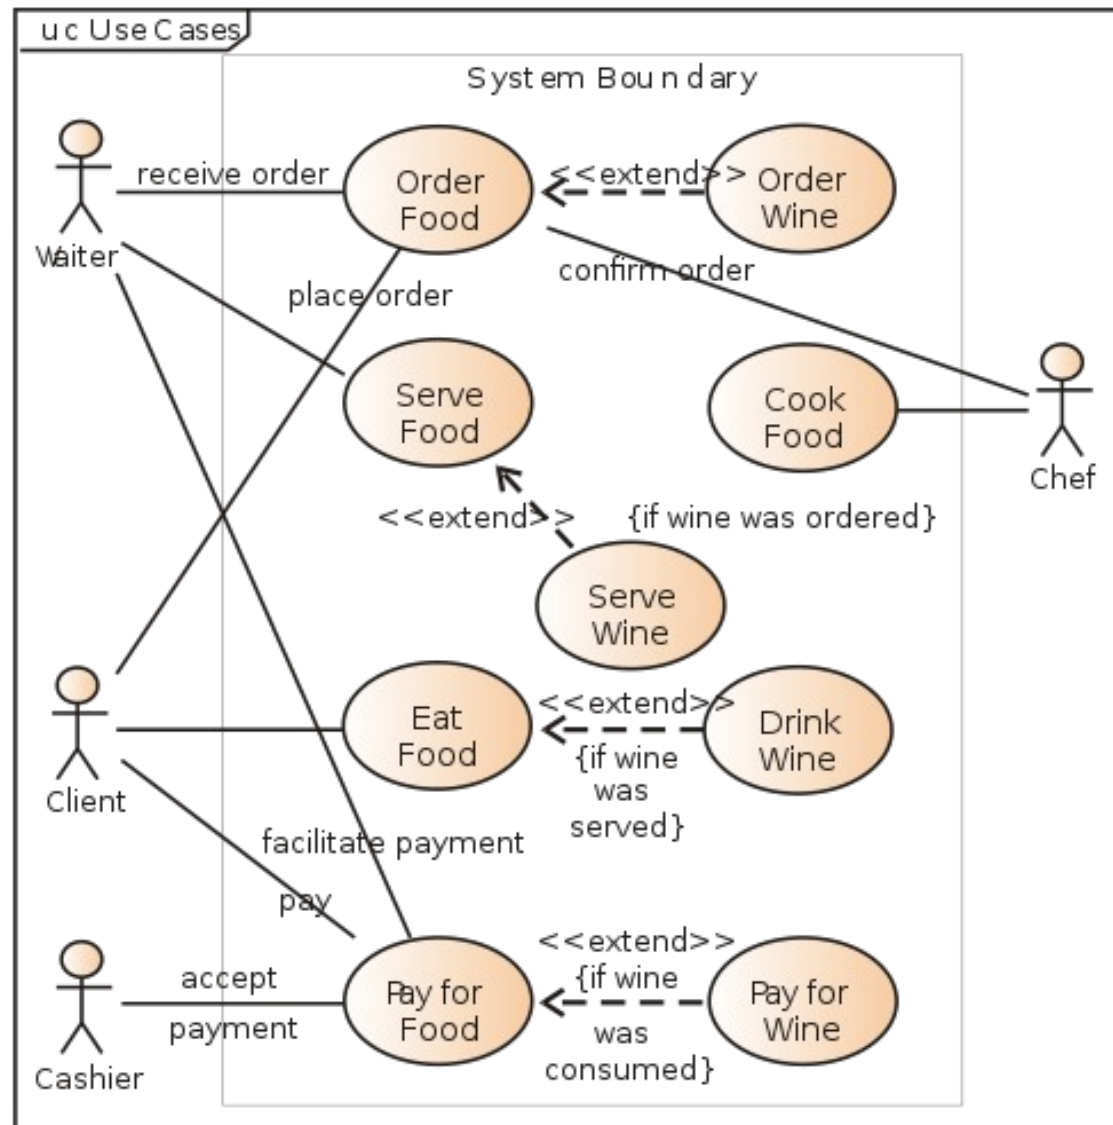 uc UseCases
System Boundary
receive order
Order
Food
<<extend>>
Order
Wine
Waiter
confirm order
place order
Serve
Food
Cook
Food
Chef
<<extend>>
{if wine was ordered}
Serve
Wine
Eat
Food
<<extend>>
{if wine
was
served}
Drink
Wine
Client
facilitate payment
pay
accept
payment
Pay for
Food
<<extend>>
{if wine
was
consumed}
Pay for
Wine
Cashier